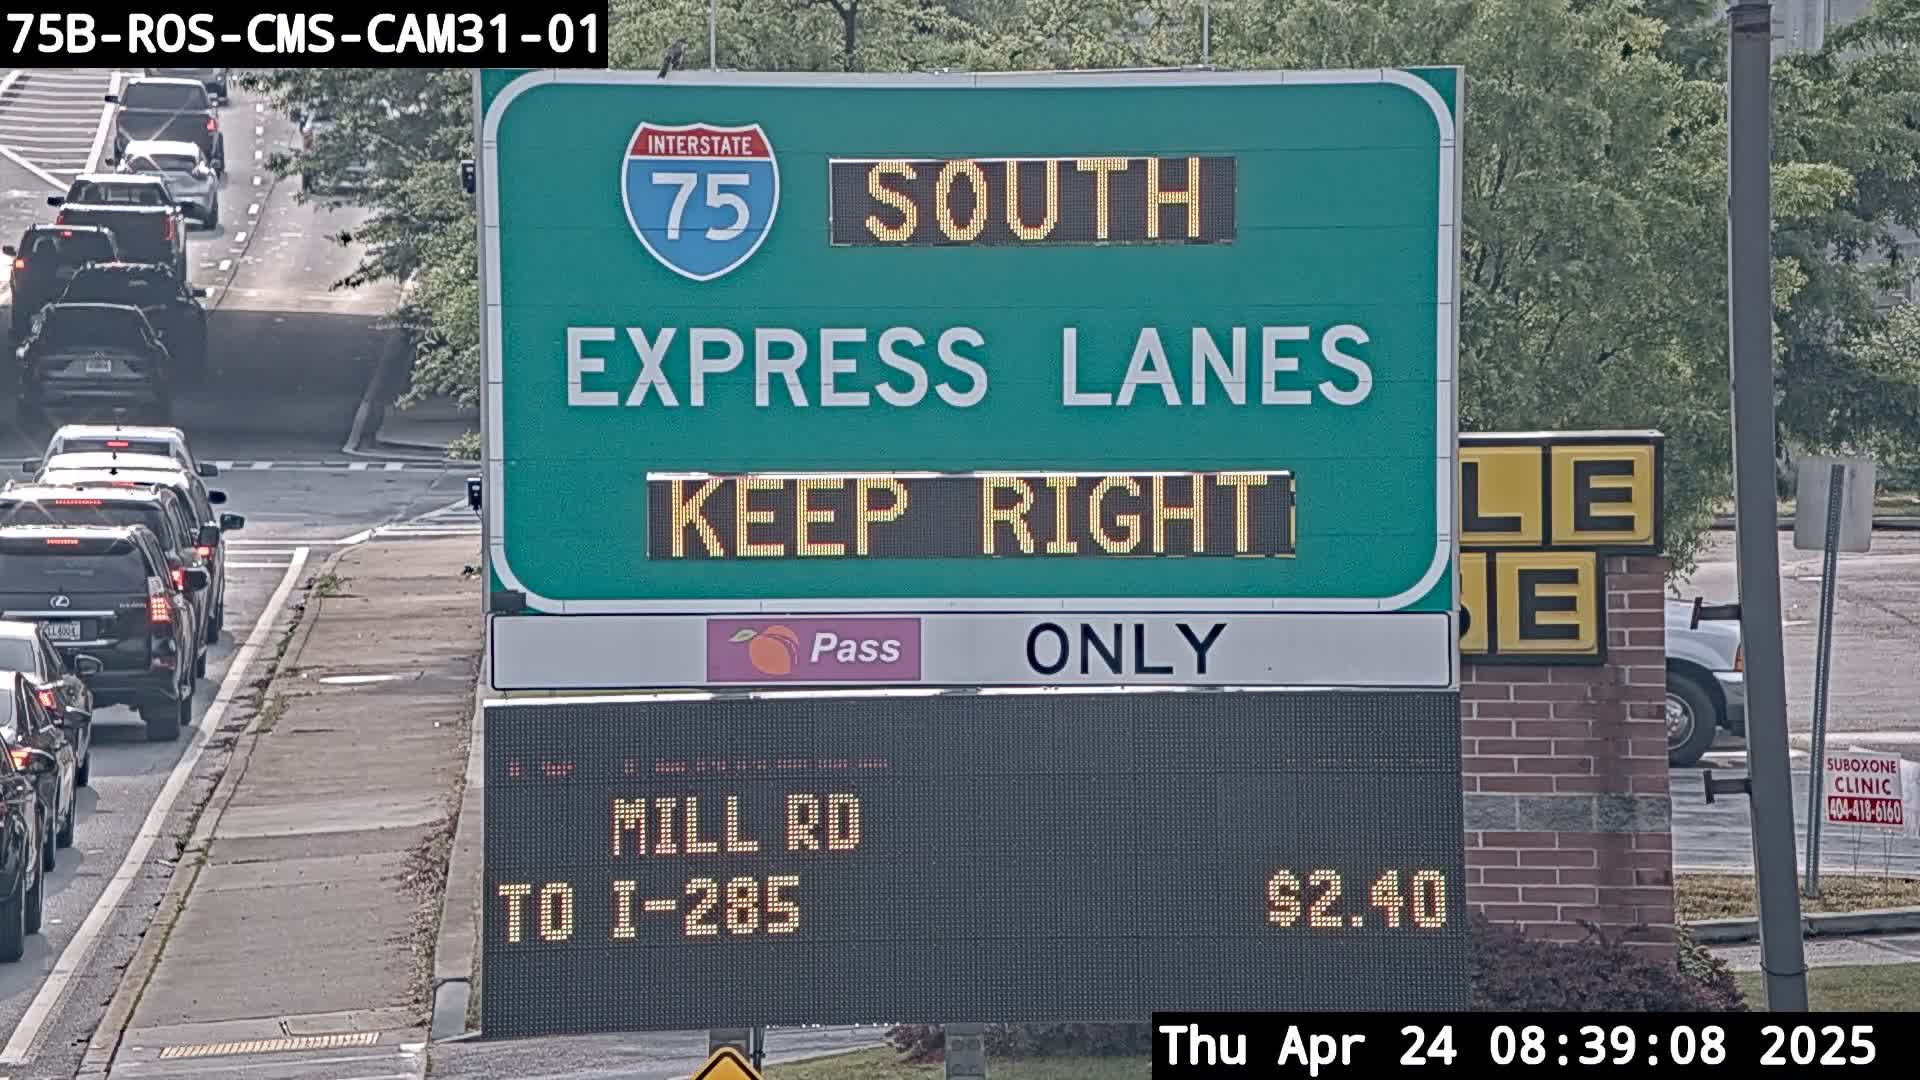 75B-ROS-CMS-CAM31-01
INTERSTATE
75
SOUTH
EXPRESS LANES
KEEP RIGHT
Pass ONLY
MILL RD
TO I-285 $2.40
LE
E
SUBOXONE
CLINIC
404-418-6160
Thu Apr 24 08:39:08 2025